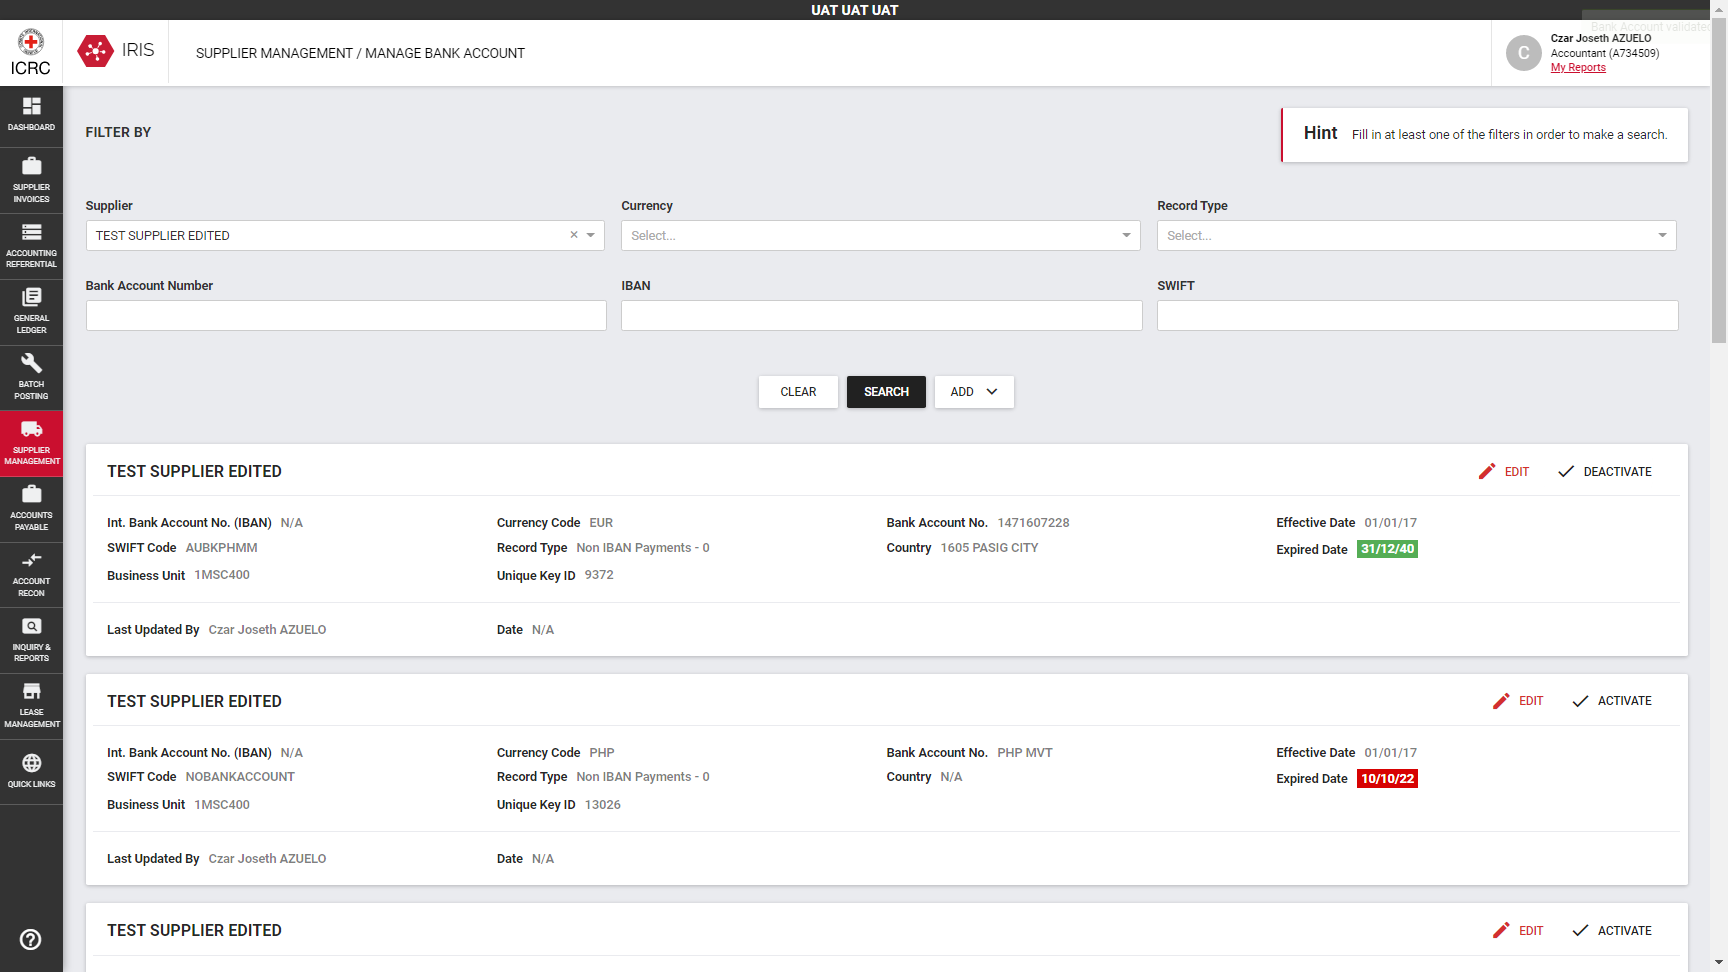 UAT UAT UAT
Bank Account validated
ICRC
IRIS
SUPPLIER MANAGEMENT / MANAGE BANK ACCOUNT
C
Czar Joseth AZUELO
Accountant (A734509)
My Reports
DASHBOARD
SUPPLIER
INVOICES
ACCOUNTING
REFERENTIAL
GENERAL
LEDGER
BATCH
POSTING
SUPPLIER
MANAGEMENT
ACCOUNTS
PAYABLE
ACCOUNT
RECON
INQUIRY &
REPORTS
LEASE
MANAGEMENT
QUICK LINKS
FILTER BY
Hint Fill in at least one of the filters in order to make a search.
Supplier Currency Record Type
TEST SUPPLIER EDITED Select... Select...
Bank Account Number IBAN SWIFT
CLEAR SEARCH ADD
TEST SUPPLIER EDITED EDIT DEACTIVATE
Int. Bank Account No. (IBAN) N/A Currency Code EUR Bank Account No. 1471607228 Effective Date 01/01/17
SWIFT Code AUBKPHMM Record Type Non IBAN Payments - 0 Country 1605 PASIG CITY Expired Date 31/12/40
Business Unit 1MSC400 Unique Key ID 9372
Last Updated By Czar Joseth AZUELO Date N/A
TEST SUPPLIER EDITED EDIT ACTIVATE
Int. Bank Account No. (IBAN) N/A Currency Code PHP Bank Account No. PHP MVT Effective Date 01/01/17
SWIFT Code NOBANKACCOUNT Record Type Non IBAN Payments - 0 Country N/A Expired Date 10/10/22
Business Unit 1MSC400 Unique Key ID 13026
Last Updated By Czar Joseth AZUELO Date N/A
TEST SUPPLIER EDITED EDIT ACTIVATE